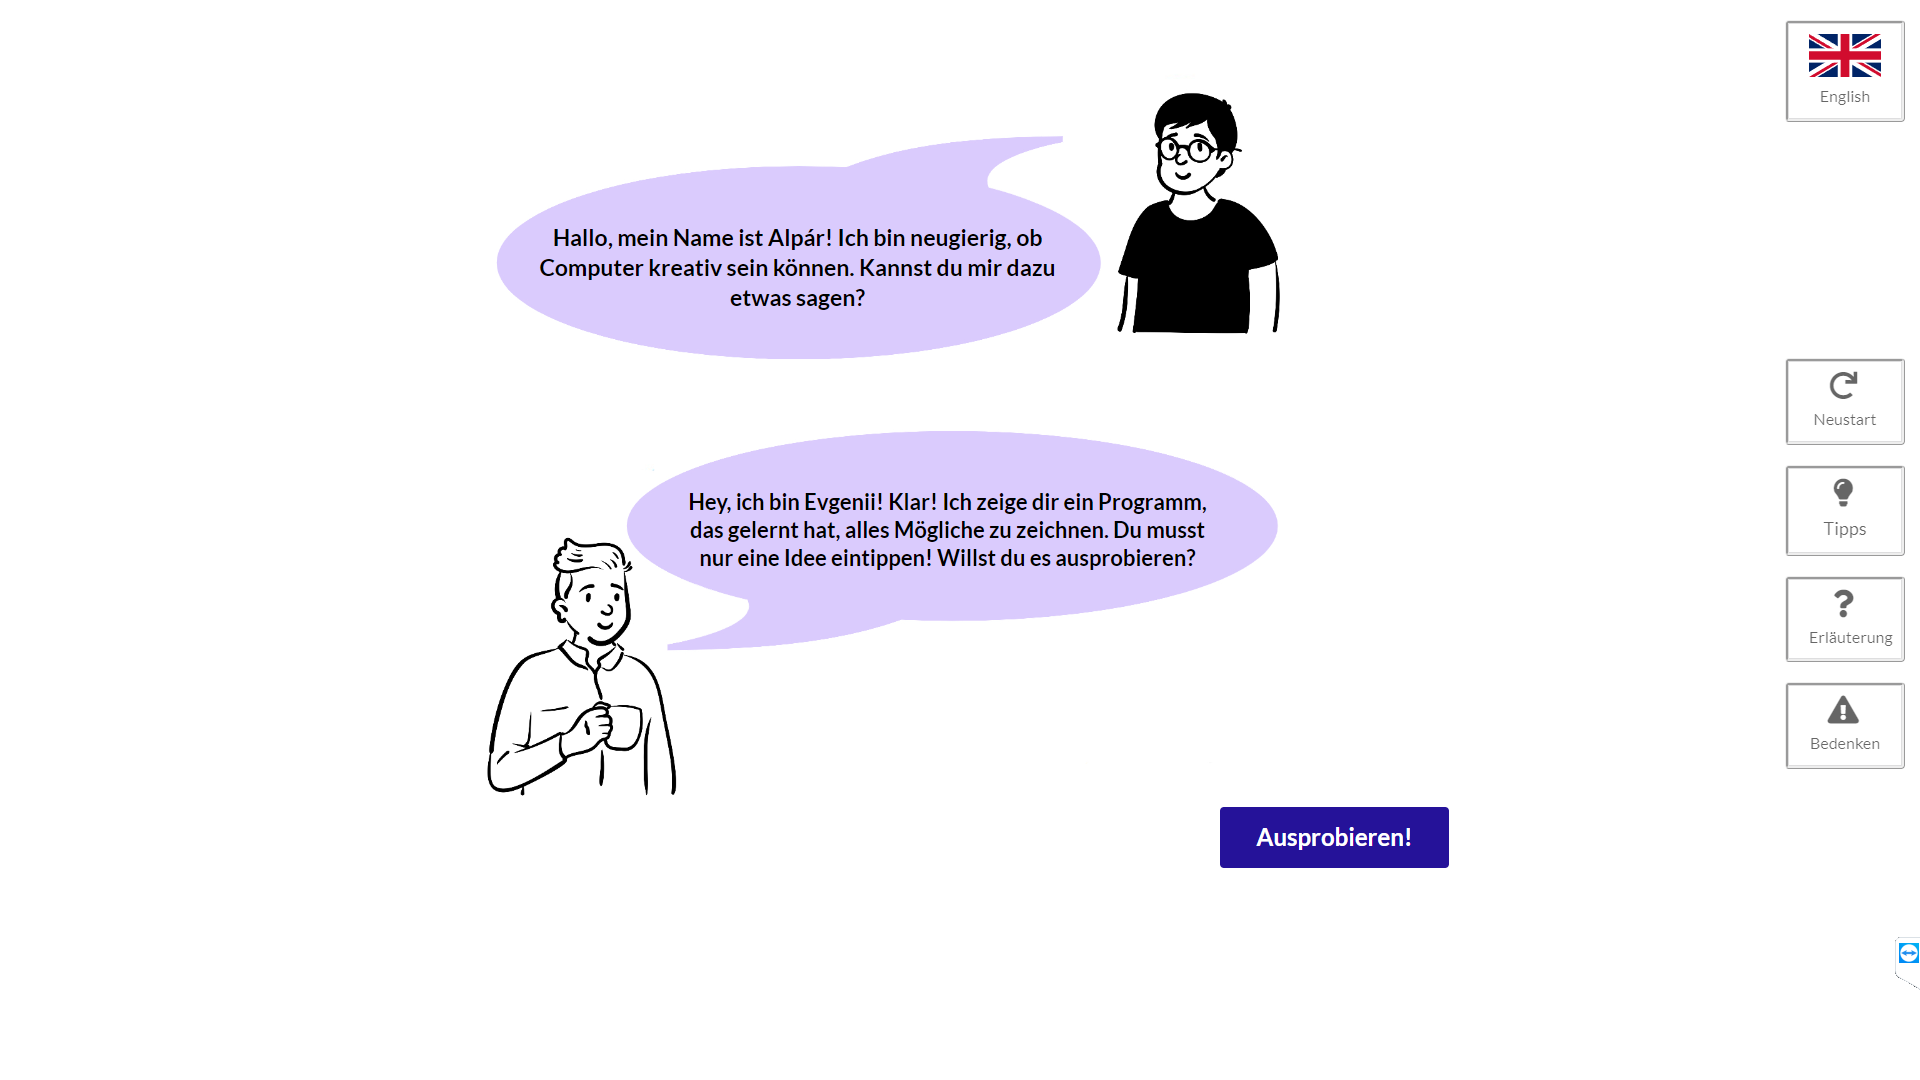 English
Hallo, mein Name ist Alpár! Ich bin neugierig, ob
Computer kreativ sein können. Kannst du mir dazu
etwas sagen?
Neustart
Hey, ich bin Evgenii! Klar! Ich zeige dir ein Programm,
das gelernt hat, alles Mögliche zu zeichnen. Du musst
nur eine Idee eintippen! Willst du es ausprobieren?
Tipps
Erläuterung
Bedenken
Ausprobieren!